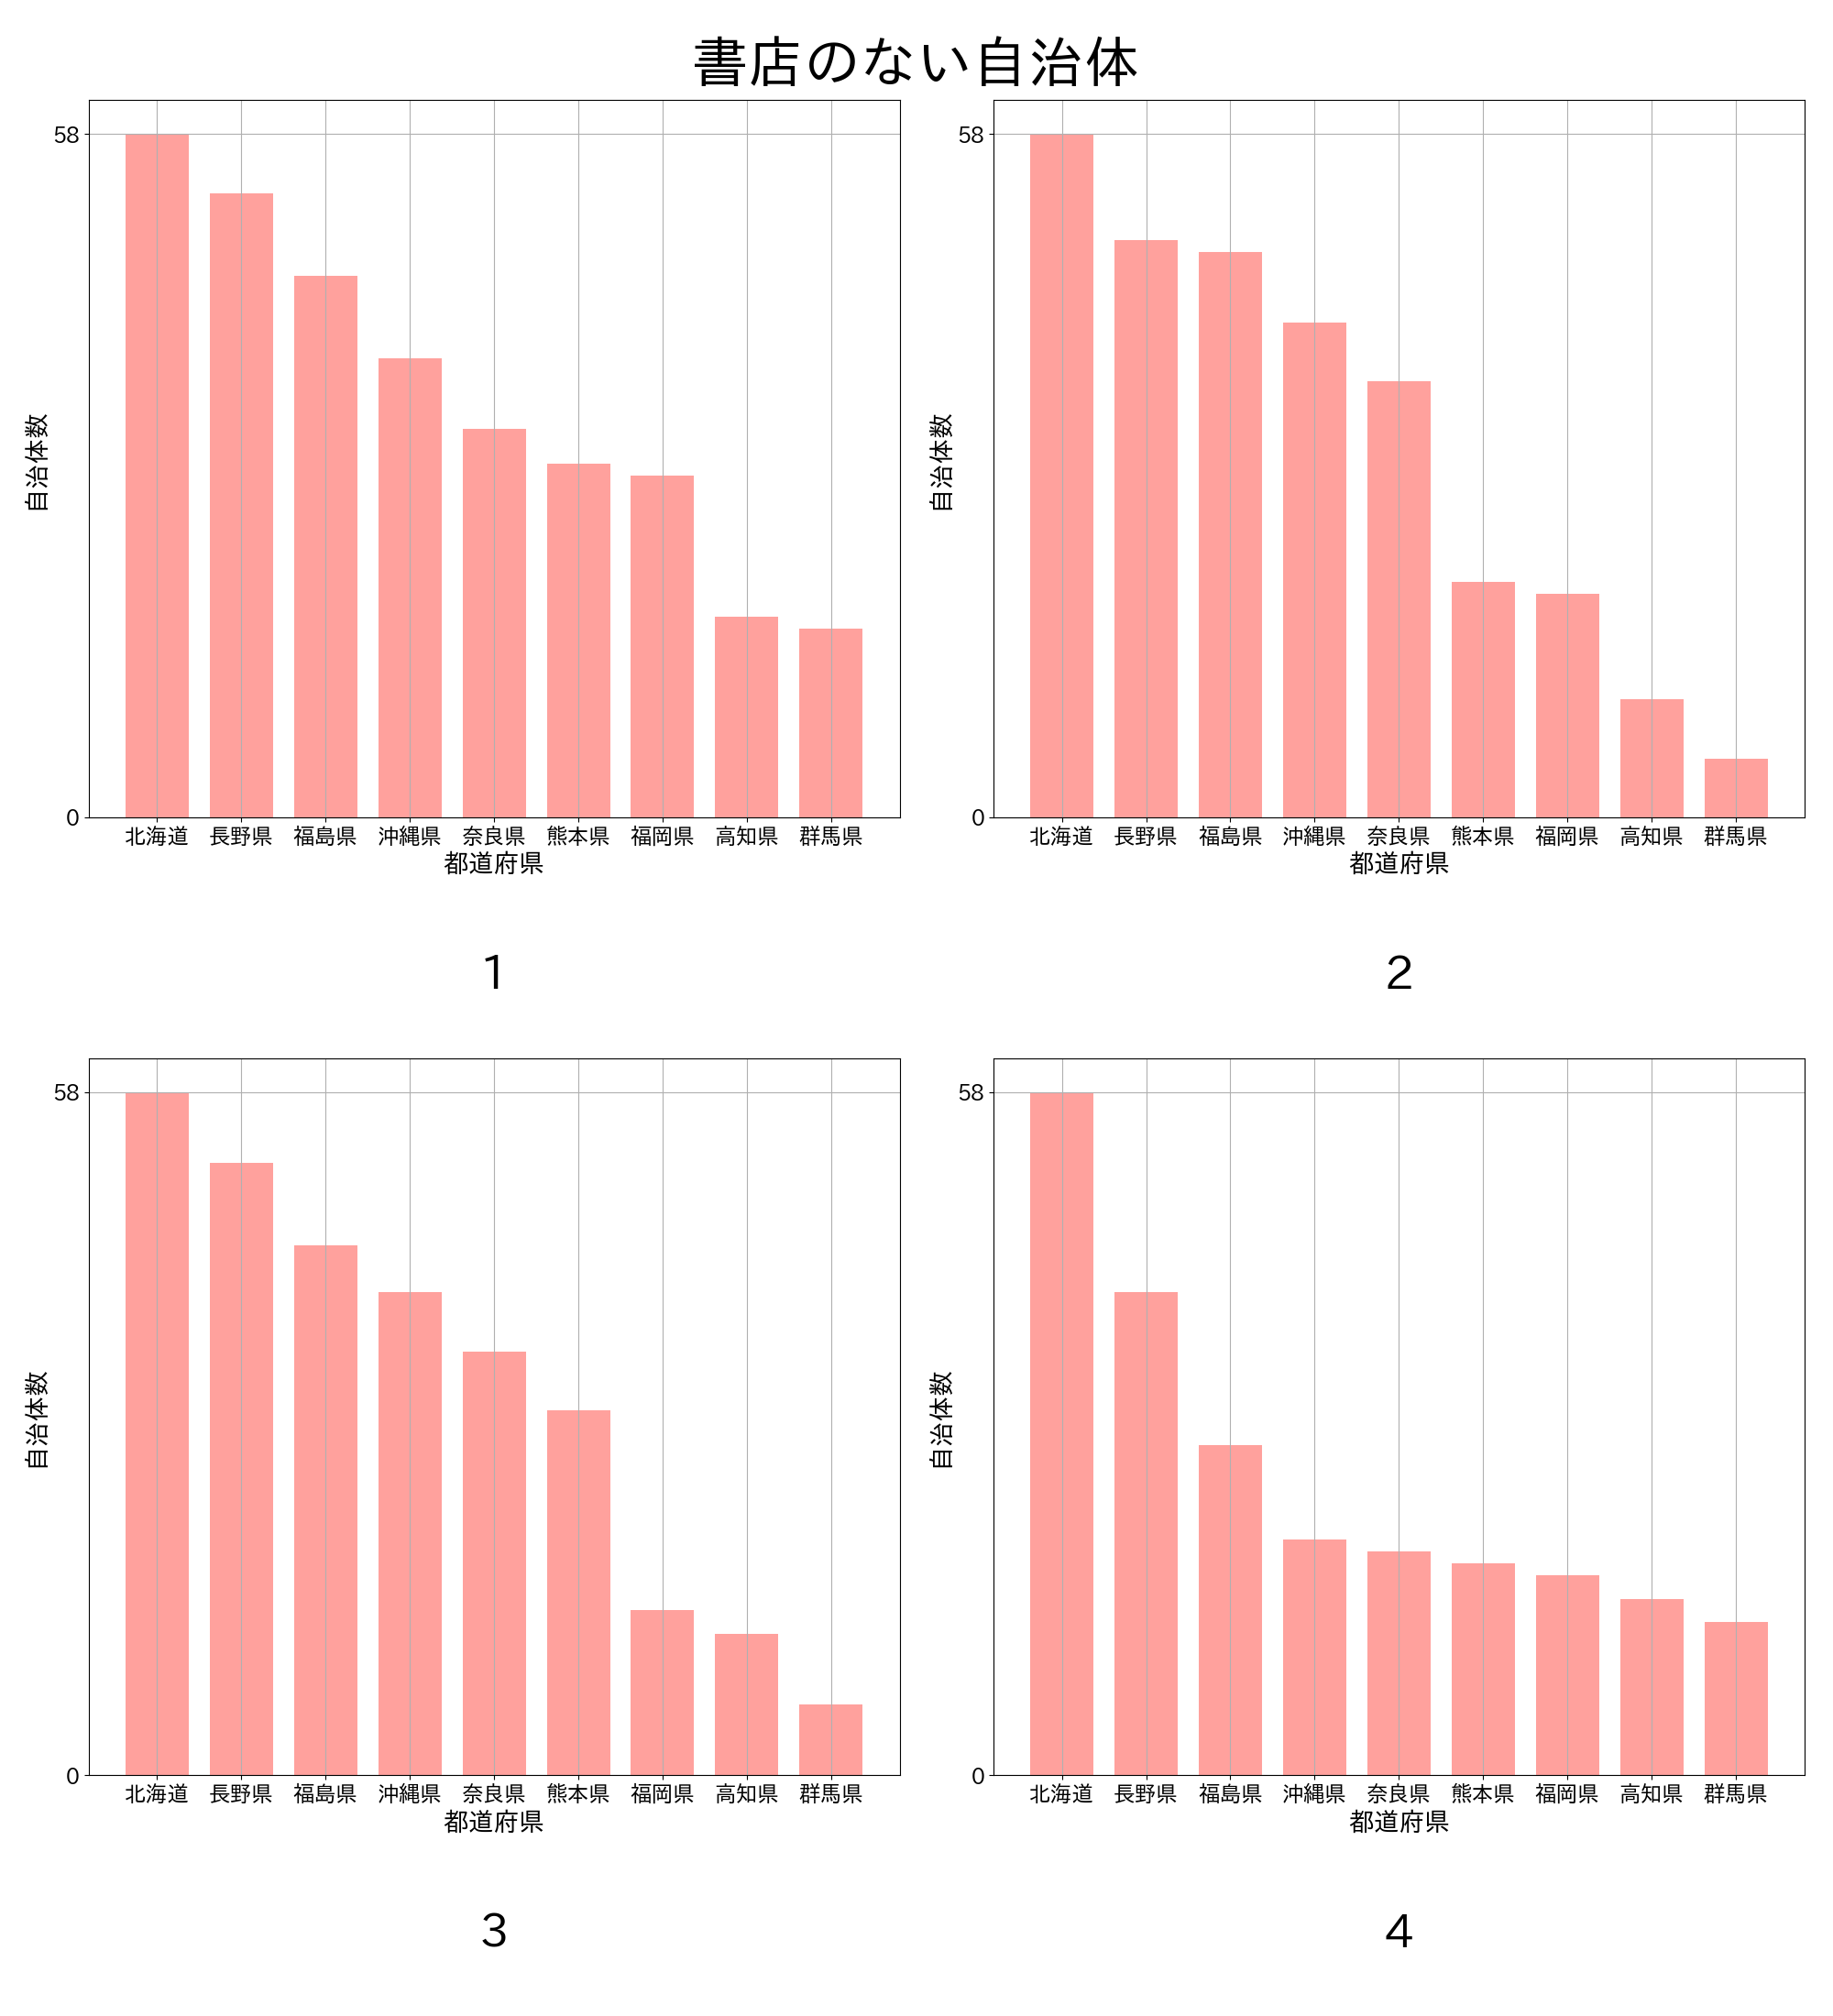 書店のない自治体
58
0
自治体数
北海道 長野県 福島県 沖縄県 奈良県 熊本県 福岡県 高知県 群馬県
都道府県
1
58
0
自治体数
北海道 長野県 福島県 沖縄県 奈良県 熊本県 福岡県 高知県 群馬県
都道府県
2
58
0
自治体数
北海道 長野県 福島県 沖縄県 奈良県 熊本県 福岡県 高知県 群馬県
都道府県
3
58
0
自治体数
北海道 長野県 福島県 沖縄県 奈良県 熊本県 福岡県 高知県 群馬県
都道府県
4